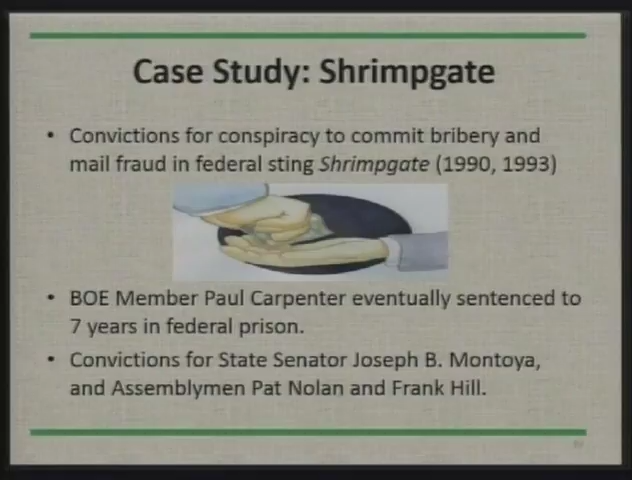 Case Study: Shrimpgate
• Convictions for conspiracy to commit bribery and
mail fraud in federal sting Shrimpgate (1990, 1993)
• BOE Member Paul Carpenter eventually sentenced to
7 years in federal prison.
• Convictions for State Senator Joseph B. Montoya,
and Assemblymen Pat Nolan and Frank Hill.